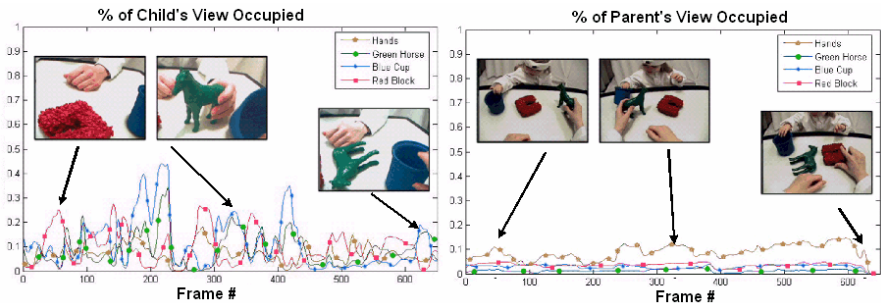 % of Child's View Occupied
1
0.9
0.8
0.7
0.6
0.5
0.4
0.3
0.2
0.1
0
0 100 200 300 400 500 600
Frame #
Hands
Green Horse
Blue Cup
Red Block
% of Parent's View Occupied
1
0.9
0.8
0.7
0.6
0.5
0.4
0.3
0.2
0.1
0
0 100 200 300 400 500 600
Frame #
Hands
Green Horse
Blue Cup
Red Block